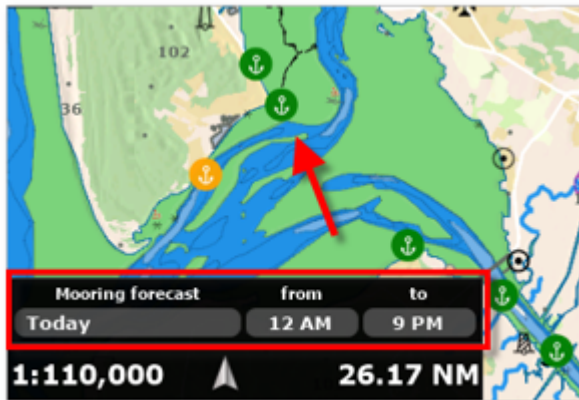 102
36
Mooring forecast from to
Today 12 AM 9 PM
1:110,000 26.17 NM